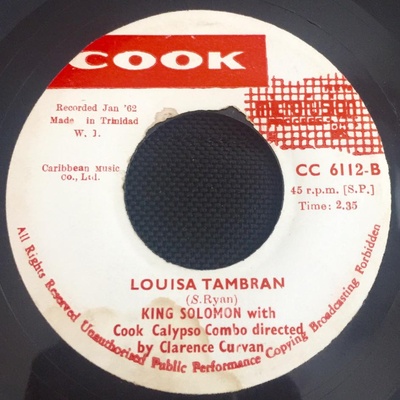 COOK
Recorded Jan '62
Made in Trinidad
W. I.
Caribbean Music
Co., Ltd.
CC 6112-B
45 r.p.m. [S.P.]
Time: 2.35
LOUISA TAMBRAN
(S. Ryan)
KING SOLOMON with
Cook Calypso Combo directed
by Clarence Curvan
All Rights Reserved Unauthorised Public Performance Copying Broadcasting Forbidden